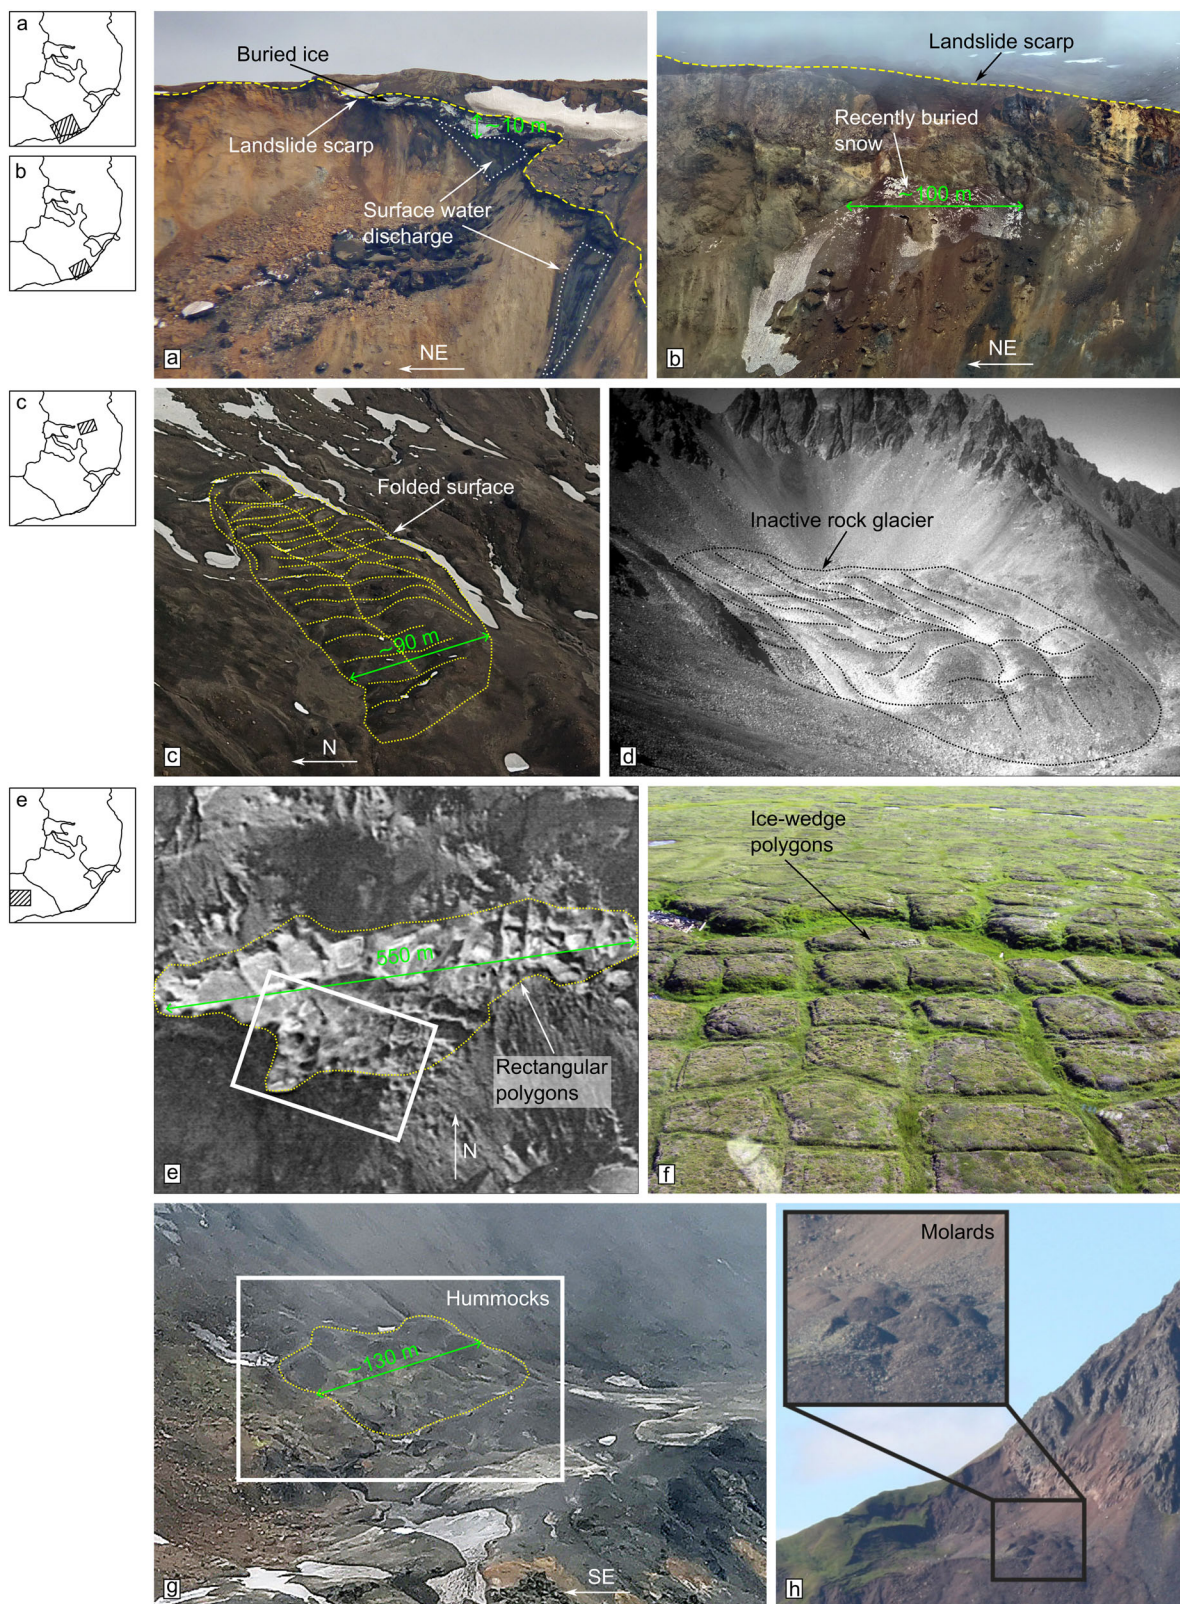 a
b
Buried ice
~10 m
Landslide scarp
Surface water
discharge
NE
a
Landslide scarp
Recently buried
snow
~100 m
NE
b
c
Folded surface
~90 m
N
c
Inactive rock glacier
d
e
550 m
Rectangular
polygons
N
e
Ice-wedge
polygons
f
Hummocks
~130 m
SE
g
Molards
h